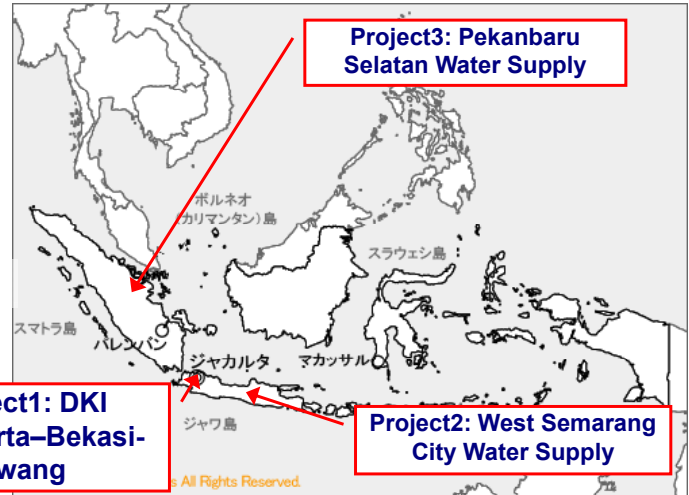 Project3: Pekanbaru
Selatan Water Supply
ボルネオ
(カリマンタン)島
スラウェシ島
スマトラ島
パレンバン
ジャカルタ
マカッサル
ect1: DKI
rta–Bekasi-
wang
ジャワ島
Project2: West Semarang
City Water Supply
s All Rights Reserved.